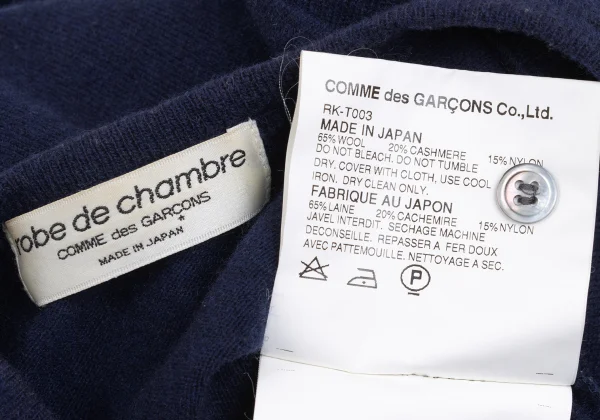 robe de chambre
COMME des GARÇONS
*
MADE IN JAPAN
COMME des GARÇONS Co.,Ltd.
RK-T003
MADE IN JAPAN
65% WOOL 20% CASHMERE 15% NYLON
DO NOT BLEACH. DO NOT TUMBLE
DRY. COVER WITH CLOTH, USE COOL
IRON. DRY CLEAN ONLY.
FABRIQUE AU JAPON
65% LAINE 20% CACHEMIRE 15% NYLON
JAVEL INTERDIT. SECHAGE MACHINE
DECONSEILLE. REPASSER A FER DOUX
AVEC PATTEMOUILLE. NETTOYAGE A SEC.
P